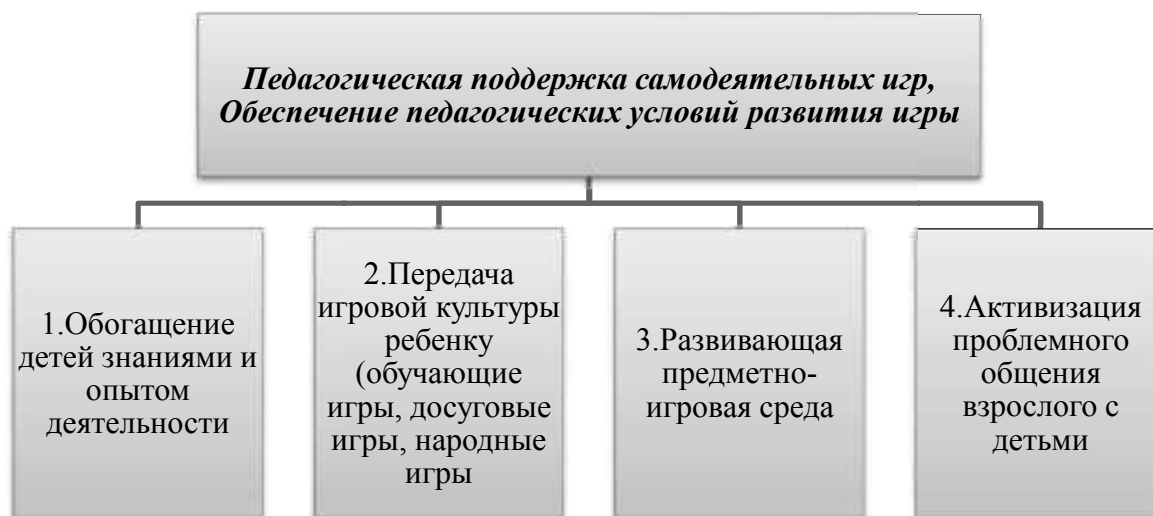 Педагогическая поддержка самодеятельных игр,
Обеспечение педагогических условий развития игры
1.Обогащение
детей знаниями и
опытом
деятельности
2.Передача
игровой культуры
ребенку
(обучающие
игры, досуговые
игры, народные
игры
3.Развивающая
предметно-
игровая среда
4.Активизация
проблемного
общения
взрослого с
детьми